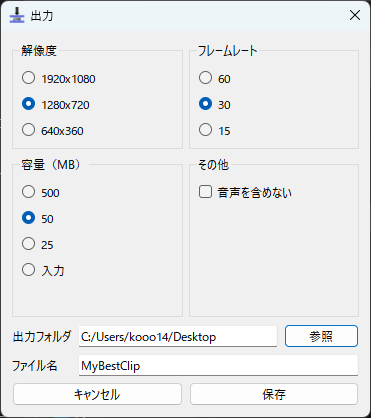 出力
解像度
1920x1080
1280x720
640x360
フレームレート
60
30
15
容量（MB）
500
50
25
入力
その他
音声を含めない
出力フォルダ C:/Users/kooo14/Desktop 参照
ファイル名 MyBestClip
キャンセル 保存